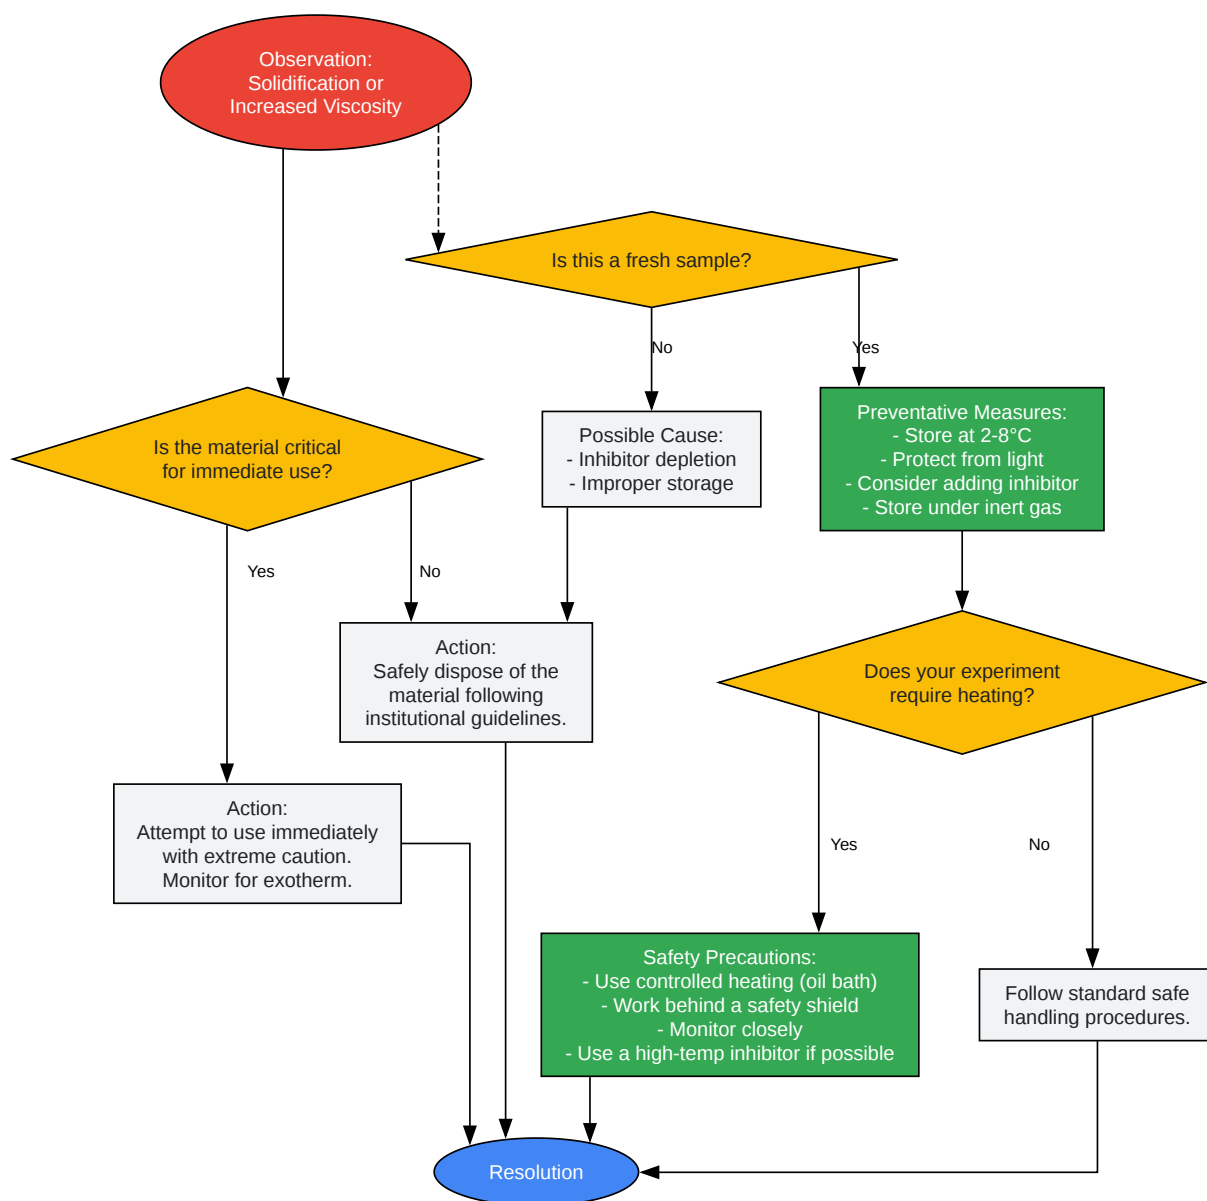 Observation:
Solidification or
Increased Viscosity
Is this a fresh sample?
No
Yes
Is the material critical
for immediate use?
Possible Cause:
- Inhibitor depletion
- Improper storage
Preventative Measures:
- Store at 2-8°C
- Protect from light
- Consider adding inhibitor
- Store under inert gas
Yes
No
Action:
Safely dispose of the
material following
institutional guidelines.
Does your experiment
require heating?
Action:
Attempt to use immediately
with extreme caution.
Monitor for exotherm.
Yes
No
Safety Precautions:
- Use controlled heating (oil bath)
- Work behind a safety shield
- Monitor closely
- Use a high-temp inhibitor if possible
Follow standard safe
handling procedures.
Resolution